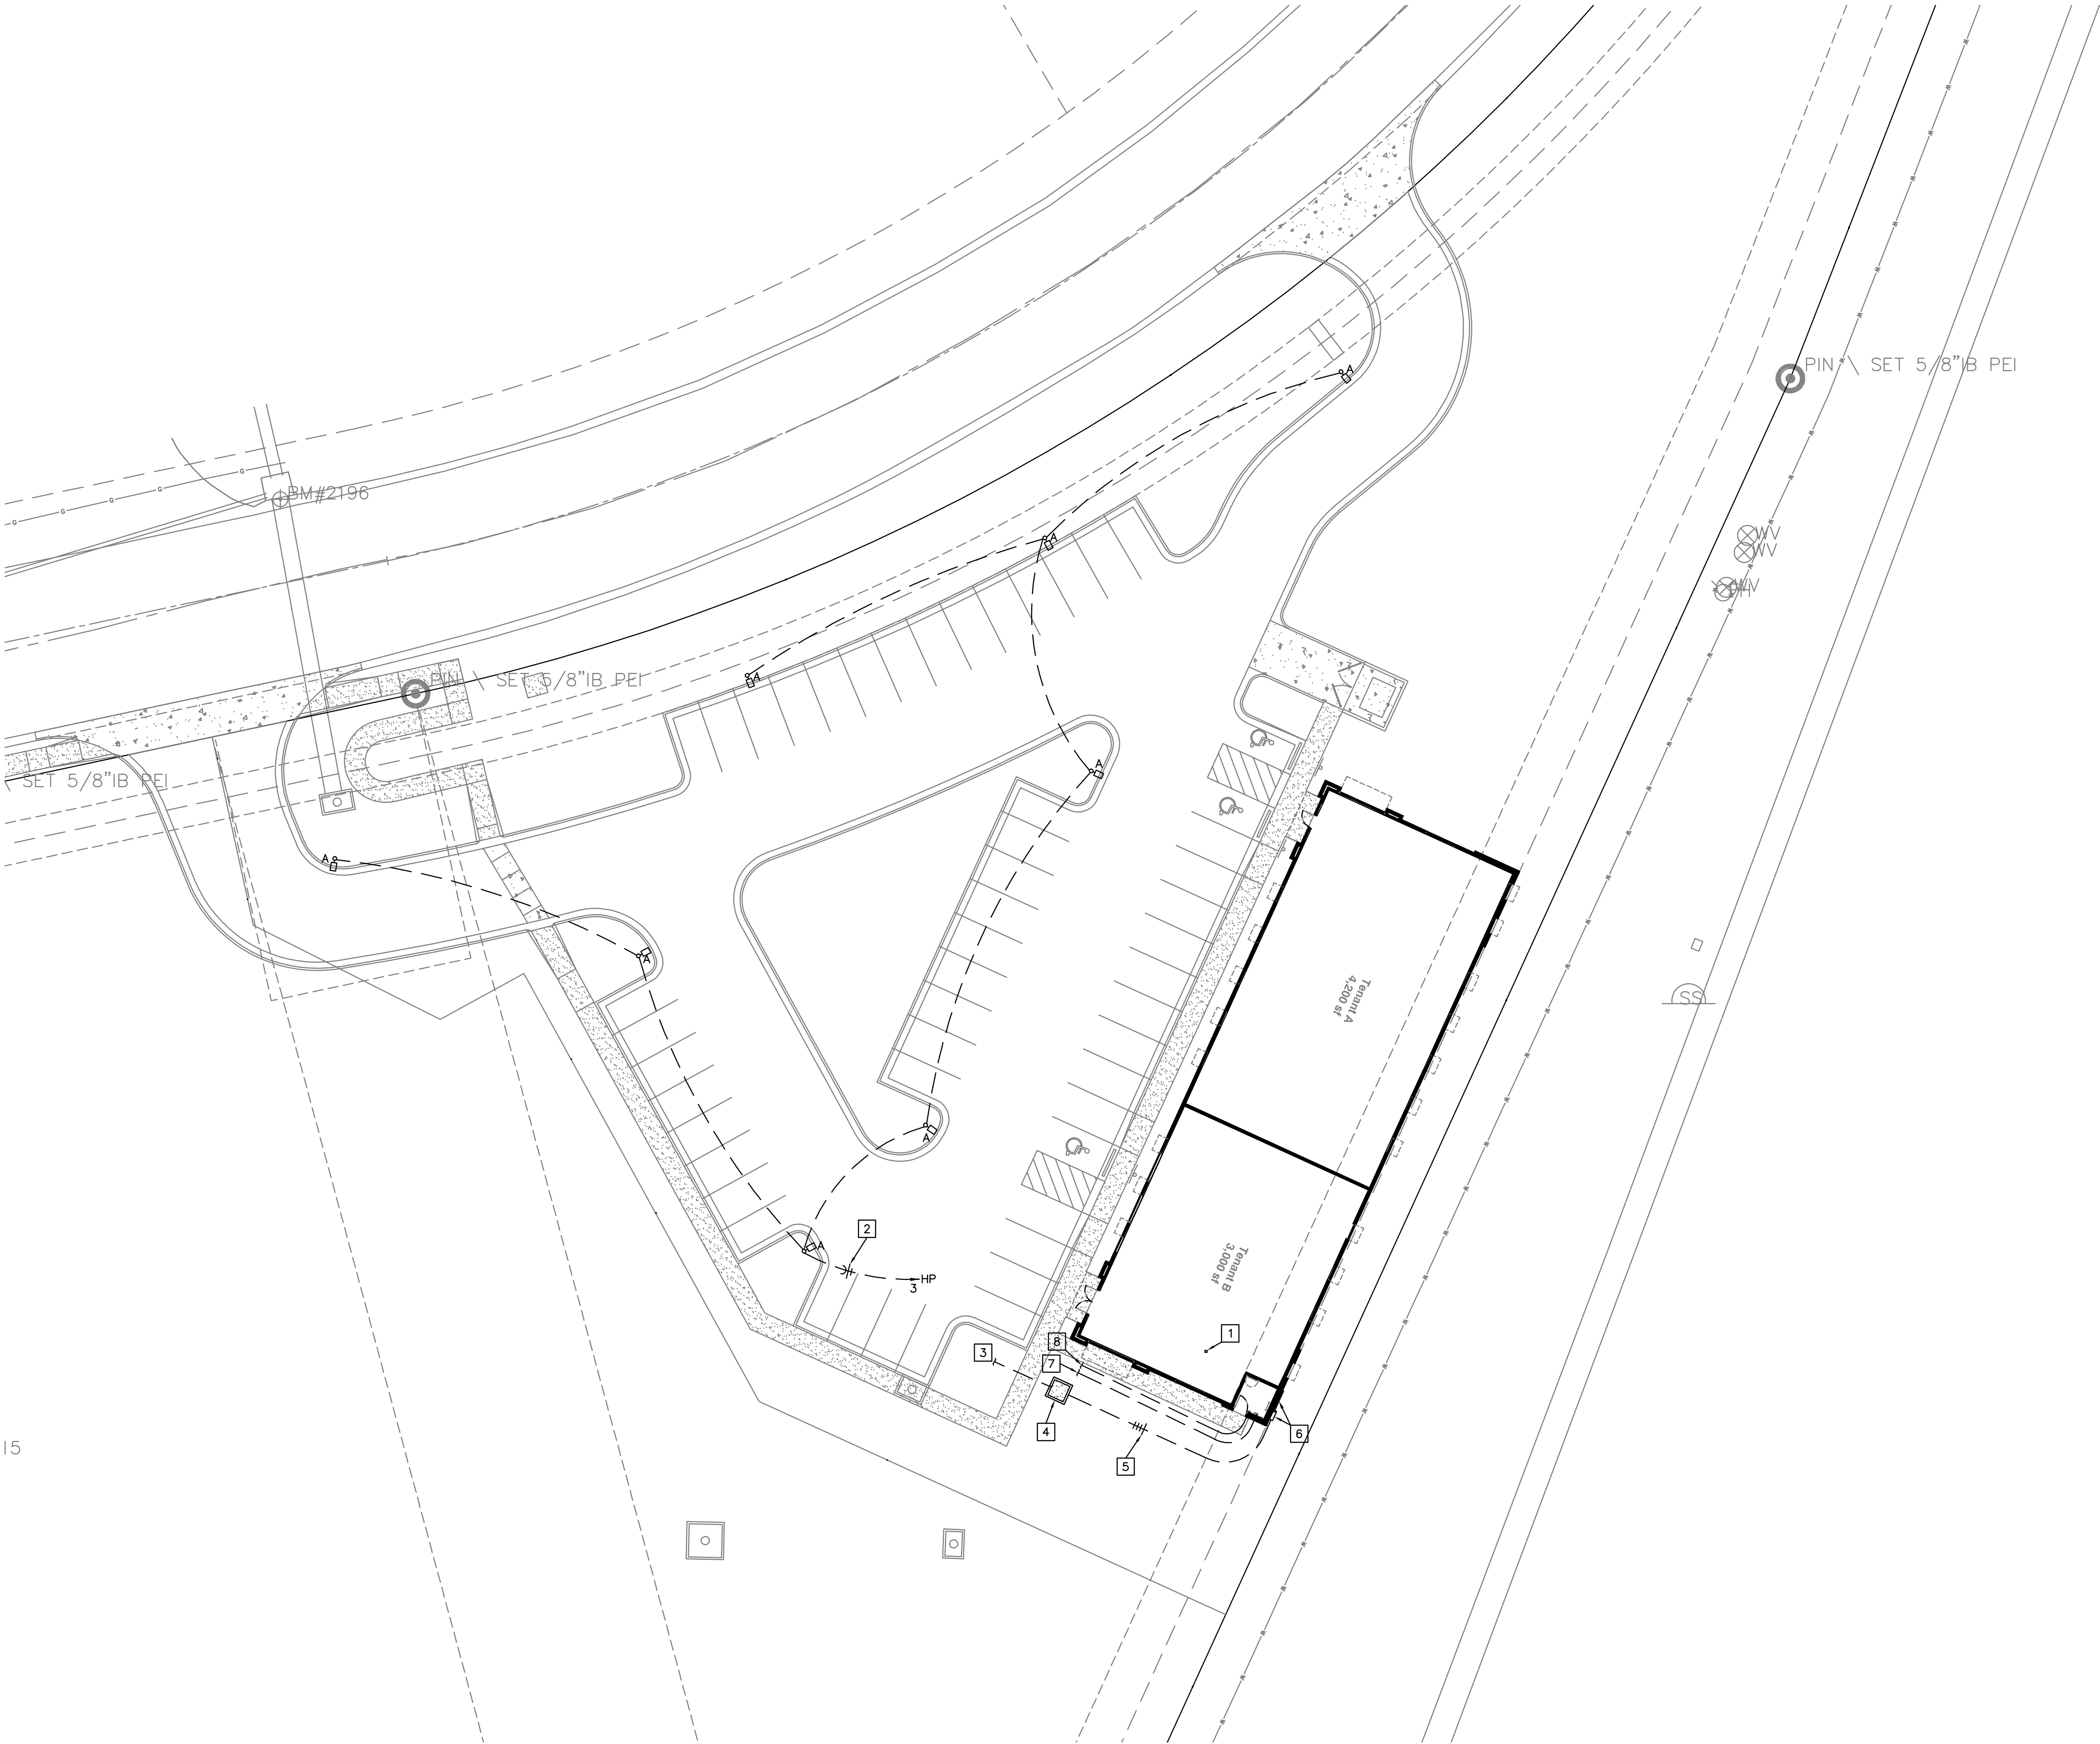 PIN \ SET 5/8"IB PEI
G
G
G
G
G
BM#2196
A
A
A
WV
WV
WV
PIN \ SET 5/8"IB PEI
\ SET 5/8"IB PEI
A
A
A
Tenant A
4,200 sf
SS
A
2
A
HP
3
Tenant B
3,000 sf
1
8
3
7
4
6
5
15